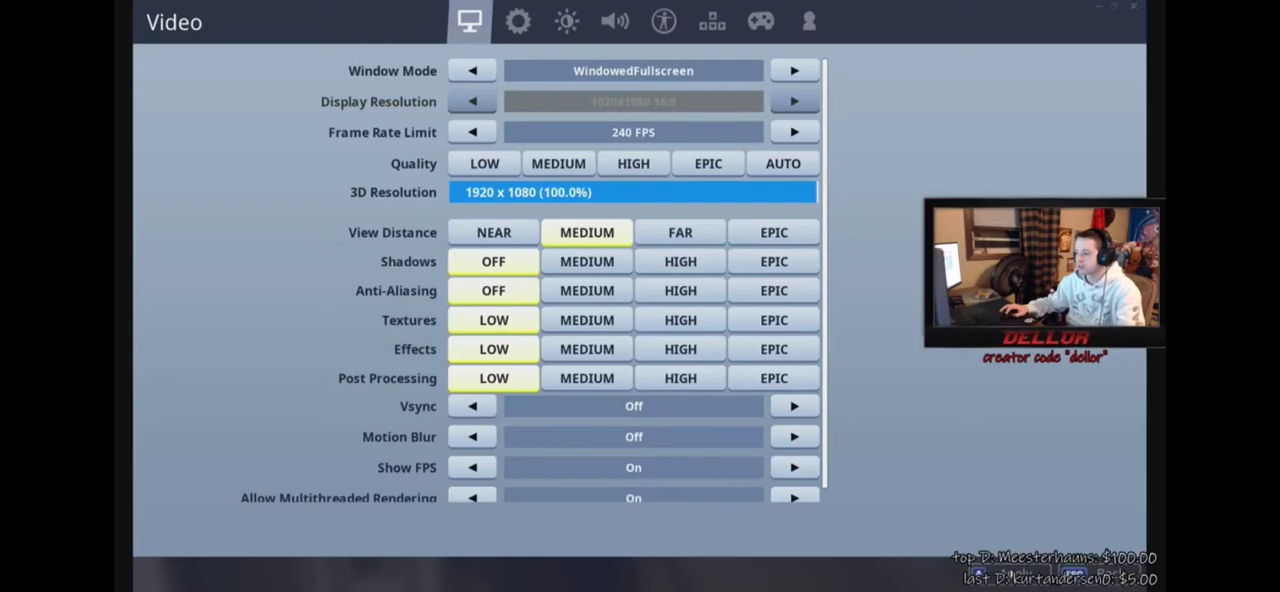 Video
Window Mode WindowedFullscreen
Display Resolution 1920x1080 16:9
Frame Rate Limit 240 FPS
Quality LOW MEDIUM HIGH EPIC AUTO
3D Resolution 1920 x 1080 (100.0%)
View Distance NEAR MEDIUM FAR EPIC
Shadows OFF MEDIUM HIGH EPIC
Anti-Aliasing OFF MEDIUM HIGH EPIC
Textures LOW MEDIUM HIGH EPIC
Effects LOW MEDIUM HIGH EPIC
Post Processing LOW MEDIUM HIGH EPIC
Vsync Off
Motion Blur Off
Show FPS On
Allow Multithreaded Rendering On
DELLOR
creator code "dellor"
top D: Meesterhauns: $100.00
last D: kurtandersen0: $5.00